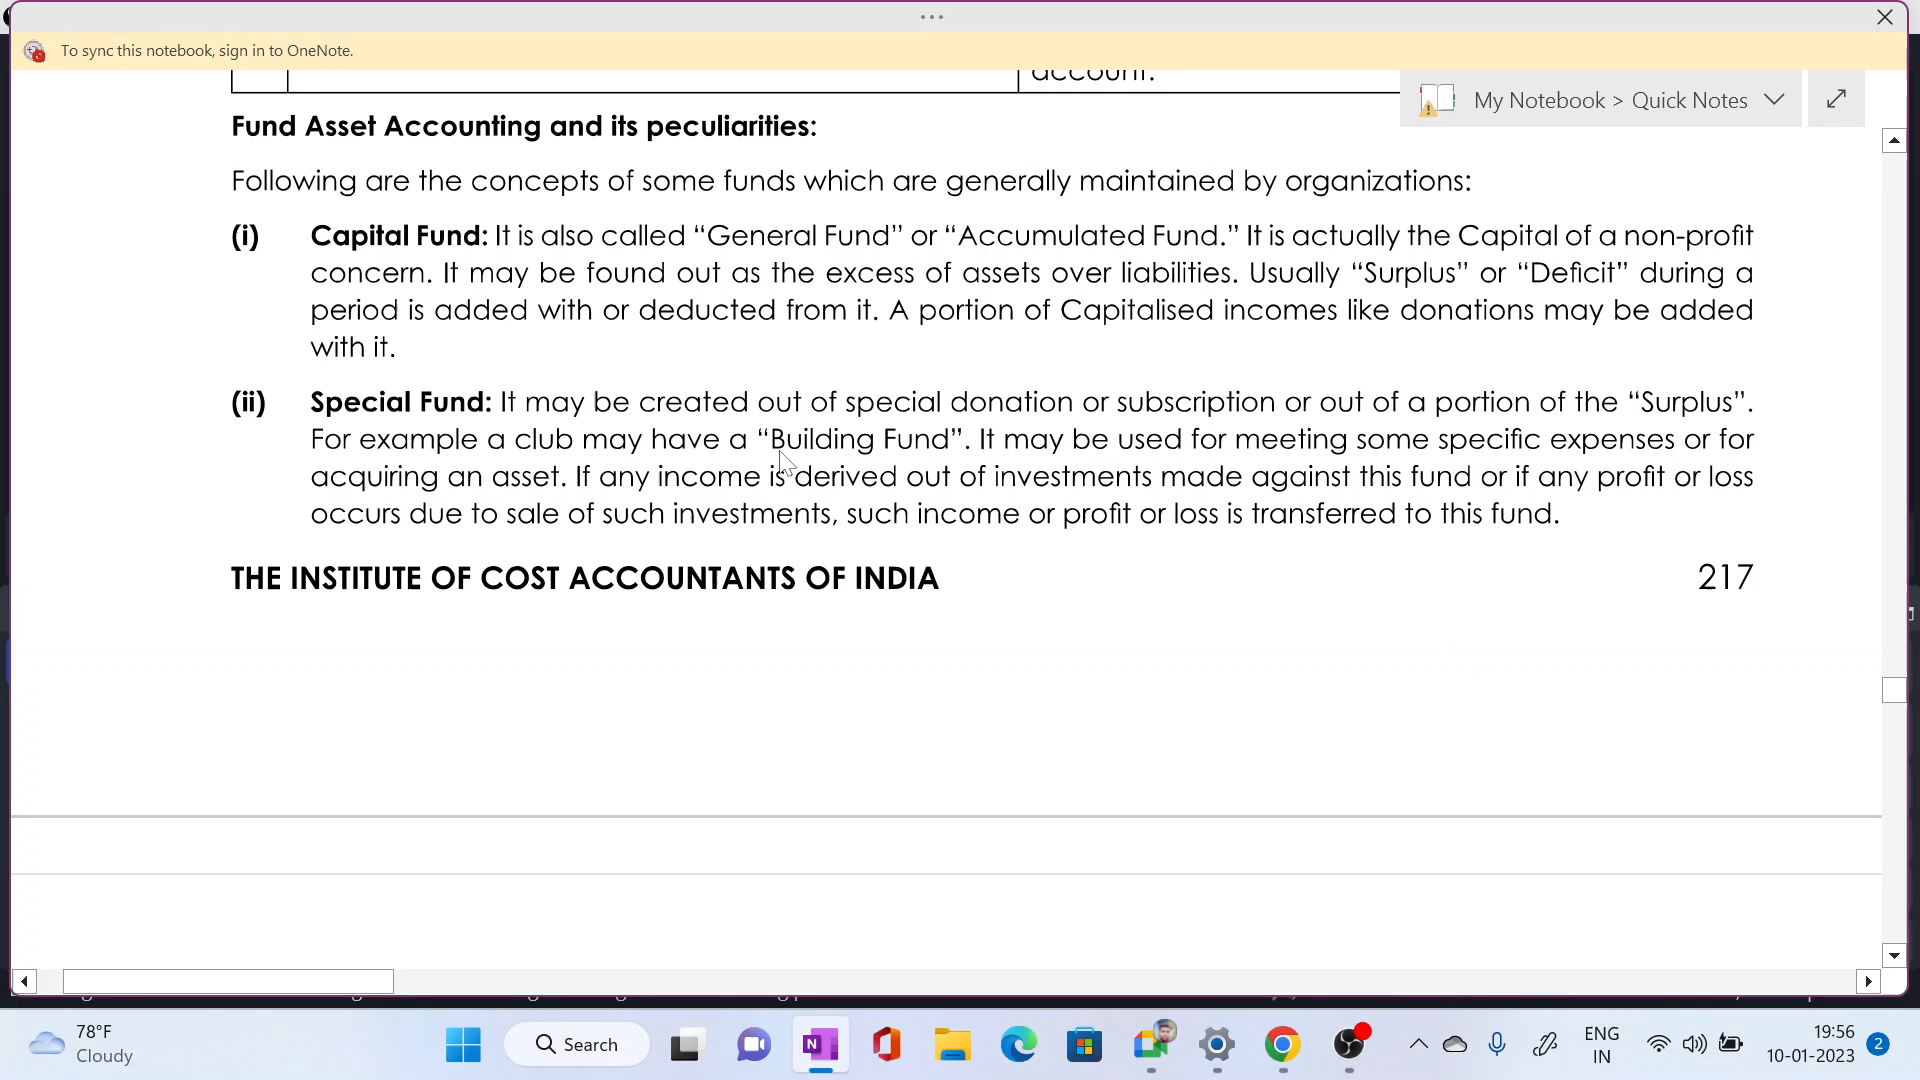 To sync this notebook, sign in to OneNote.
account.
My Notebook > Quick Notes
Fund Asset Accounting and its peculiarities:
Following are the concepts of some funds which are generally maintained by organizations:
(i) Capital Fund: It is also called “General Fund” or “Accumulated Fund.” It is actually the Capital of a non-profit
concern. It may be found out as the excess of assets over liabilities. Usually “Surplus” or “Deficit” during a
period is added with or deducted from it. A portion of Capitalised incomes like donations may be added
with it.
(ii) Special Fund: It may be created out of special donation or subscription or out of a portion of the “Surplus”.
For example a club may have a “Building Fund”. It may be used for meeting some specific expenses or for
acquiring an asset. If any income is derived out of investments made against this fund or if any profit or loss
occurs due to sale of such investments, such income or profit or loss is transferred to this fund.
THE INSTITUTE OF COST ACCOUNTANTS OF INDIA 217
78°F
Cloudy
Search
ENG
IN
19:56
10-01-2023
2